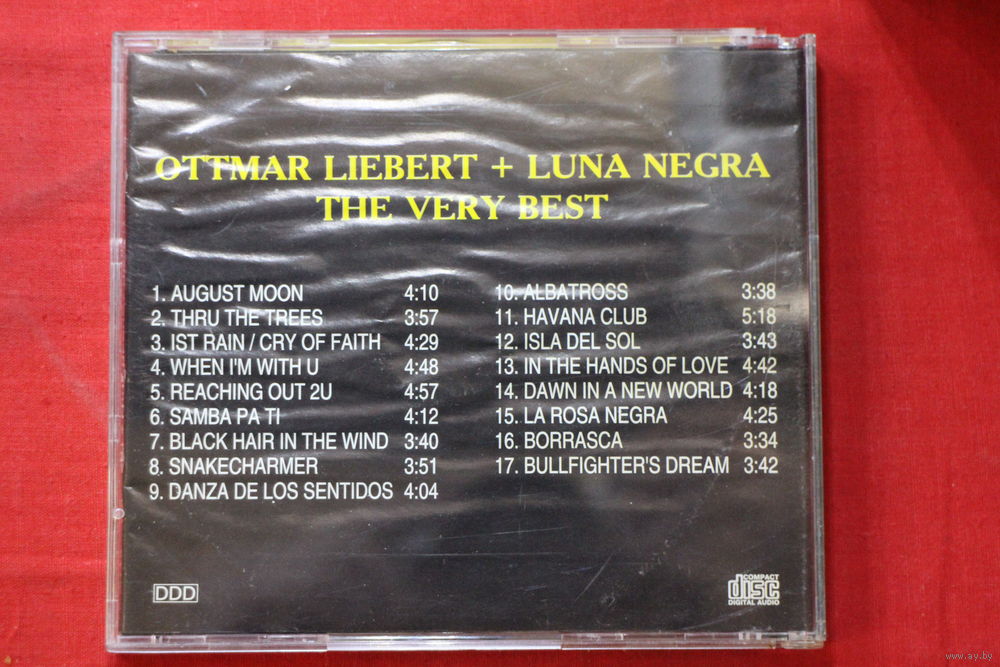 OTTMAR LIEBERT + LUNA NEGRA
THE VERY BEST
1. AUGUST MOON 4:10
2. THRU THE TREES 3:57
3. IST RAIN / CRY OF FAITH 4:29
4. WHEN I'M WITH U 4:48
5. REACHING OUT 2U 4:57
6. SAMBA PA TI 4:12
7. BLACK HAIR IN THE WIND 3:40
8. SNAKECHARMER 3:51
9. DANZA DE LOS SENTIDOS 4:04
10. ALBATROSS 3:38
11. HAVANA CLUB 5:18
12. ISLA DEL SOL 3:43
13. IN THE HANDS OF LOVE 4:42
14. DAWN IN A NEW WORLD 4:18
15. LA ROSA NEGRA 4:25
16. BORRASCA 3:34
17. BULLFIGHTER'S DREAM 3:42
DDD
COMPACT
disc
DIGITAL AUDIO
www.ay.by